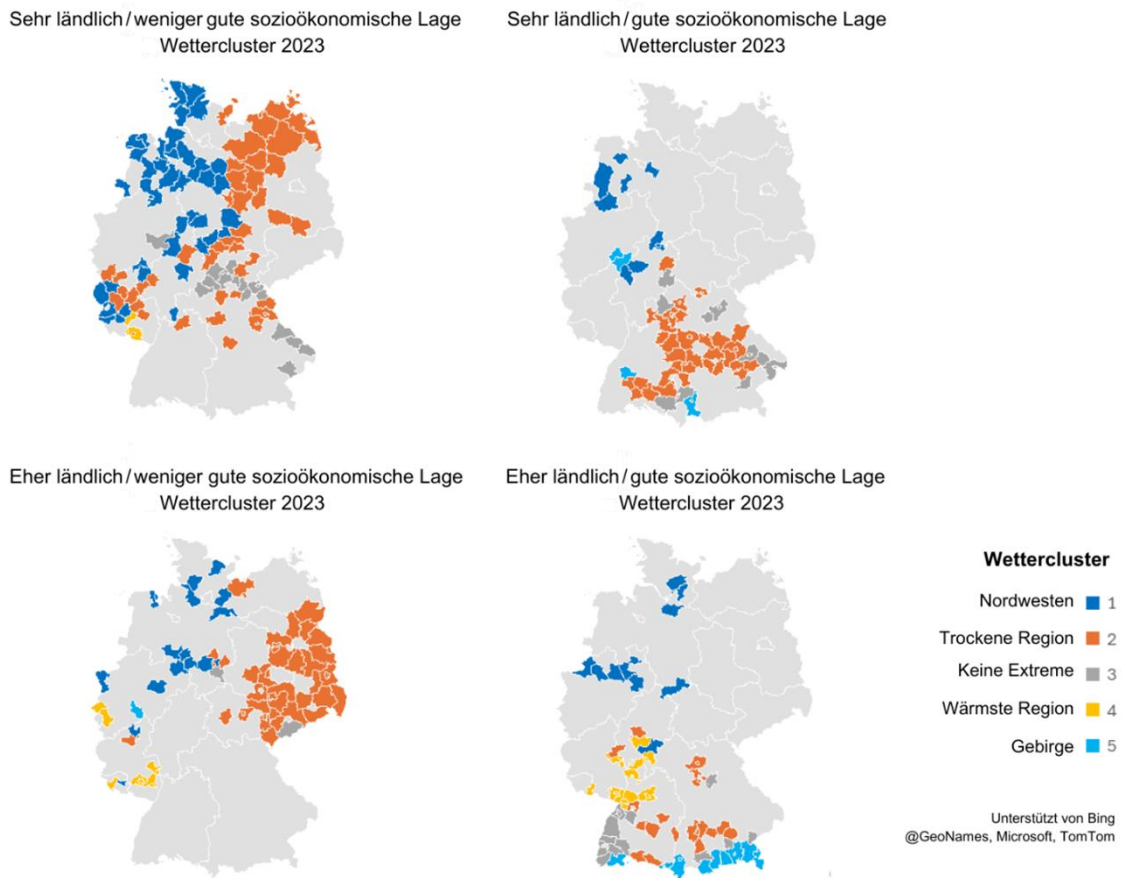 Sehr ländlich/weniger gute sozioökonomische Lage
Wettercluster 2023
Sehr ländlich/gute sozioökonomische Lage
Wettercluster 2023
Eher ländlich/weniger gute sozioökonomische Lage
Wettercluster 2023
Eher ländlich/gute sozioökonomische Lage
Wettercluster 2023
Wettercluster
Nordwesten 1
Trockene Region 2
Keine Extreme 3
Wärmste Region 4
Gebirge 5
Unterstützt von Bing
@GeoNames, Microsoft, TomTom